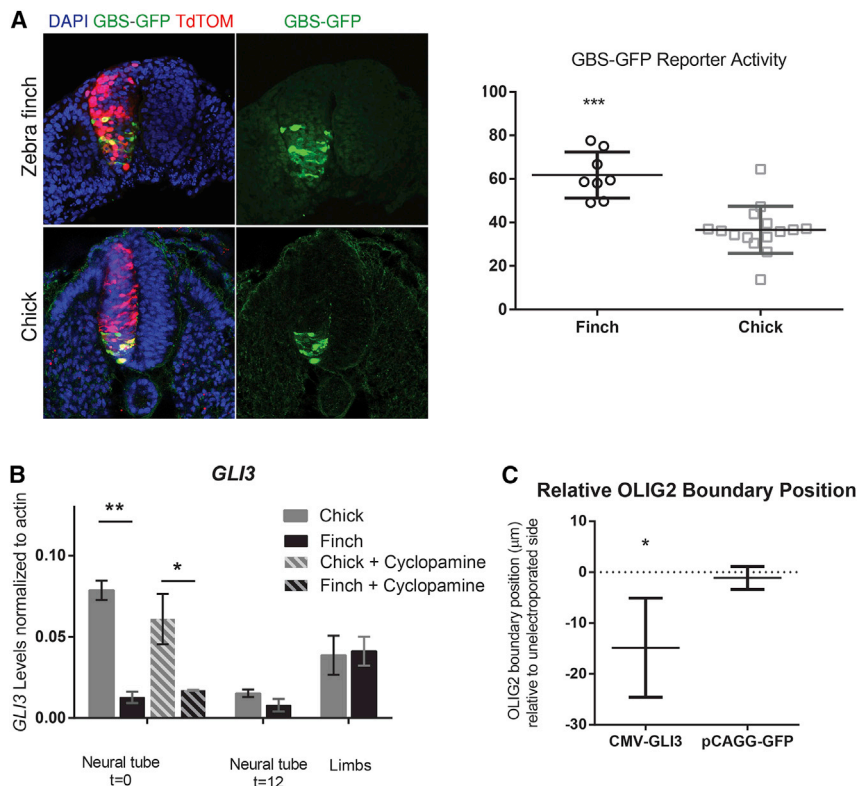 A
DAPI GBS-GFP TdTOM
GBS-GFP
Zebra finch
Chick
GBS-GFP Reporter Activity
100
80
60
40
20
0
***
Finch
Chick
B
GLI3
GLI3 Levels normalized to actin
0.10
0.05
0.00
**
*
Chick
Finch
Chick + Cyclopamine
Finch + Cyclopamine
Neural tube
t=0
Neural tube
t=12
Limbs
C
Relative OLIG2 Boundary Position
OLIG2 boundary position (µm)
relative to unelectroporated side
10
0
-10
-20
-30
*
CMV-GLI3
pCAGG-GFP